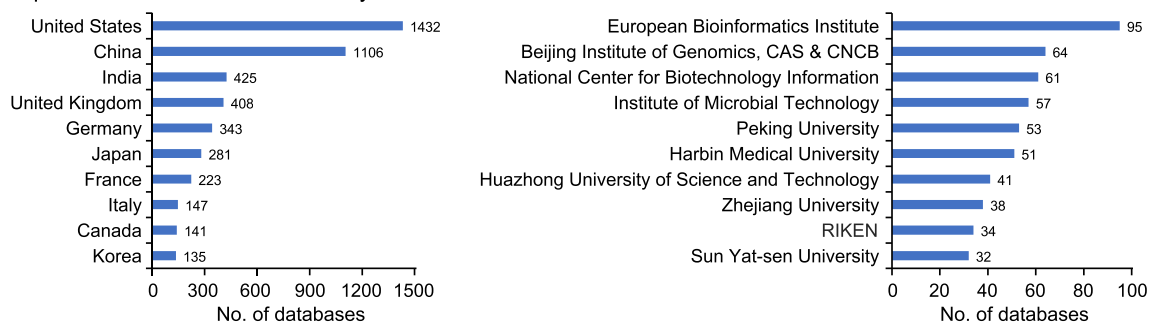 United States 1432
China 1106
India 425
United Kingdom 408
Germany 343
Japan 281
France 223
Italy 147
Canada 141
Korea 135
0 300 600 900 1200 1500
No. of databases
European Bioinformatics Institute 95
Beijing Institute of Genomics, CAS & CNCB 64
National Center for Biotechnology Information 61
Institute of Microbial Technology 57
Peking University 53
Harbin Medical University 51
Huazhong University of Science and Technology 41
Zhejiang University 38
RIKEN 34
Sun Yat-sen University 32
0 20 40 60 80 100
No. of databases